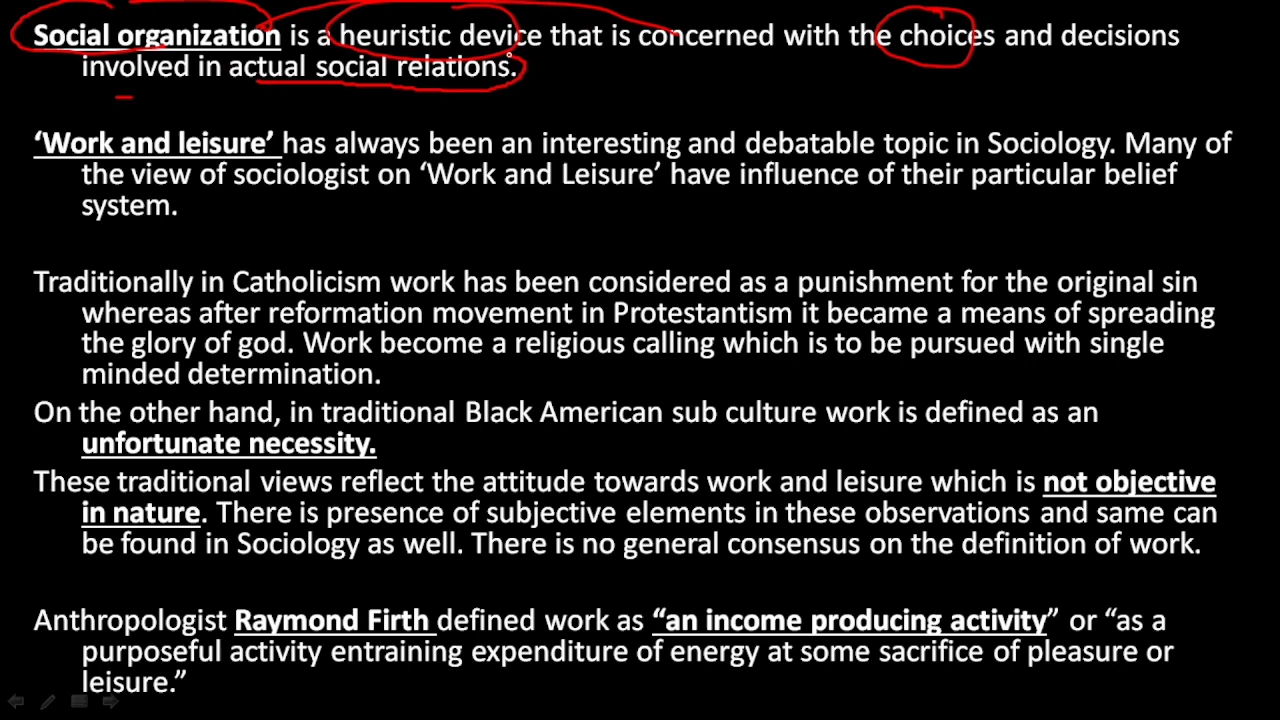 Social organization is a heuristic device that is concerned with the choices and decisions
involved in actual social relations.
‘Work and leisure’ has always been an interesting and debatable topic in Sociology. Many of
the view of sociologist on ‘Work and Leisure’ have influence of their particular belief
system.
Traditionally in Catholicism work has been considered as a punishment for the original sin
whereas after reformation movement in Protestantism it became a means of spreading
the glory of god. Work become a religious calling which is to be pursued with single
minded determination.
On the other hand, in traditional Black American sub culture work is defined as an
unfortunate necessity.
These traditional views reflect the attitude towards work and leisure which is not objective
in nature. There is presence of subjective elements in these observations and same can
be found in Sociology as well. There is no general consensus on the definition of work.
Anthropologist Raymond Firth defined work as “an income producing activity” or “as a
purposeful activity entraining expenditure of energy at some sacrifice of pleasure or
leisure.”